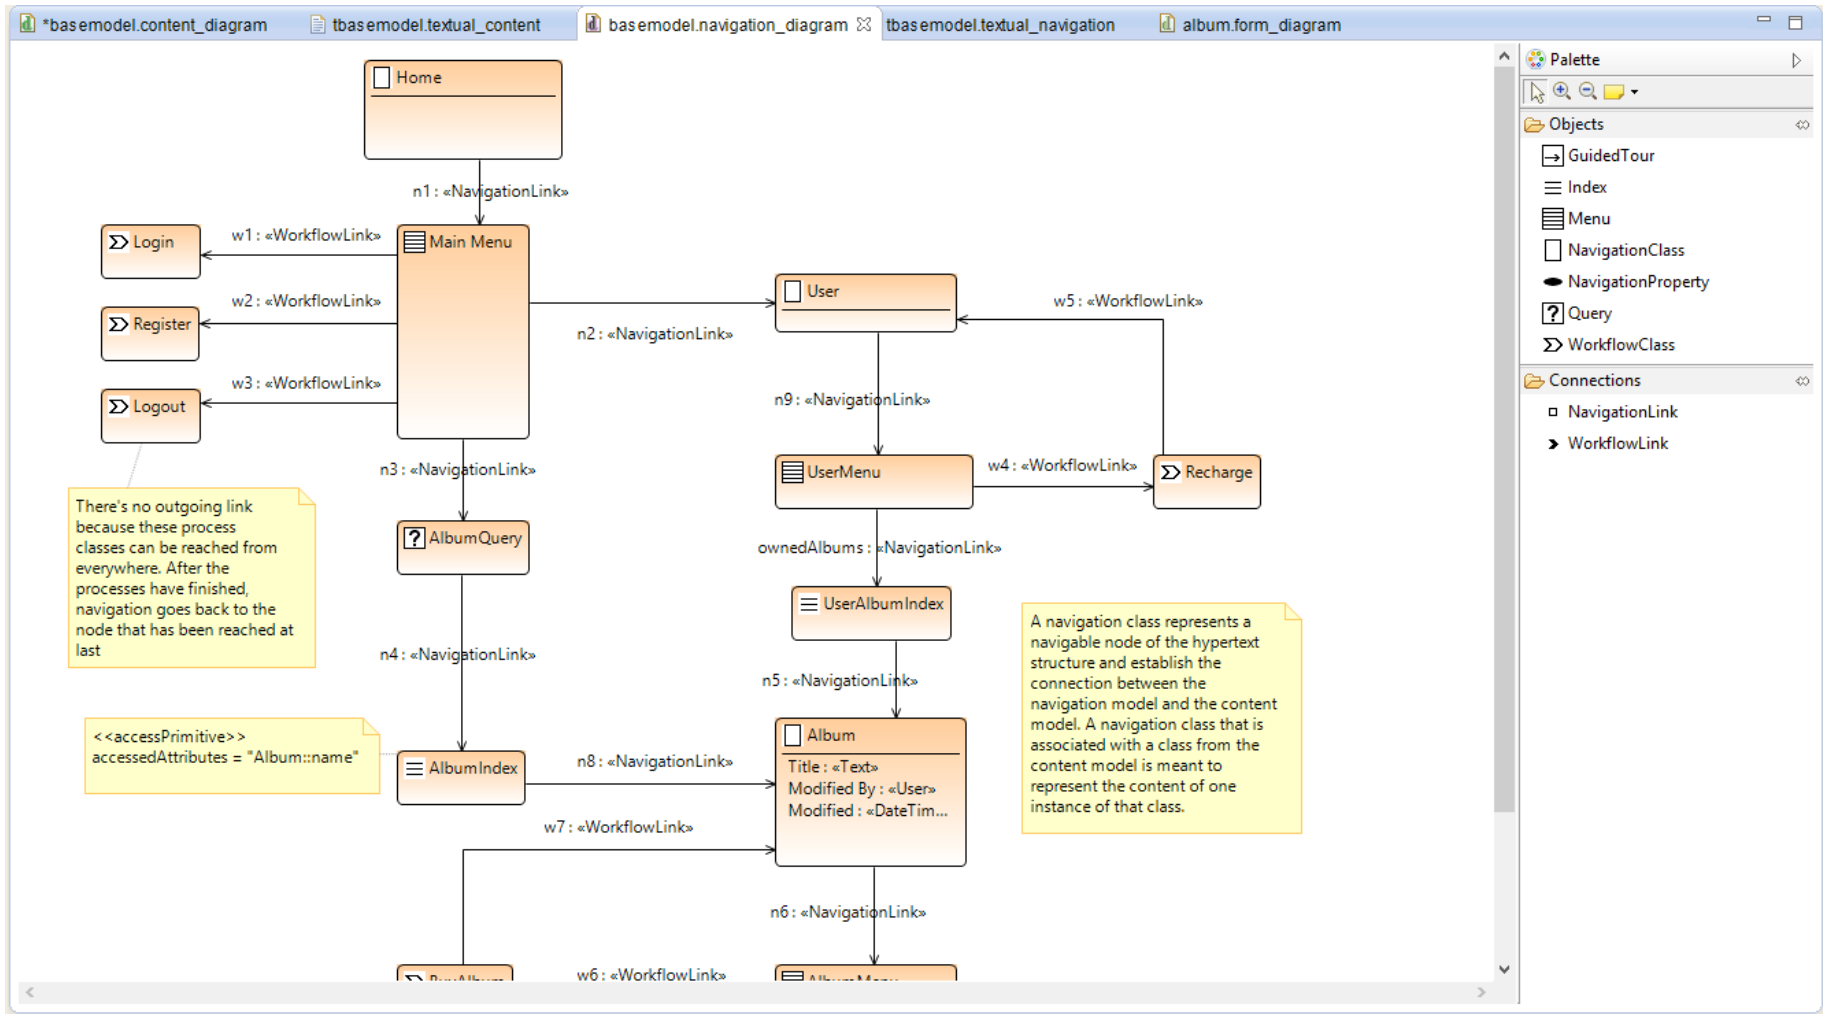 *basemodel.content_diagram
tbasemodel.textual_content
basemodel.navigation_diagram
tbasemodel.textual_navigation
album.form_diagram
Home
n1 : «NavigationLink»
Login
w1 : «WorkflowLink»
Main Menu
Register
w2 : «WorkflowLink»
Logout
w3 : «WorkflowLink»
n2 : «NavigationLink»
User
w5 : «WorkflowLink»
n9 : «NavigationLink»
n3 : «NavigationLink»
UserMenu
w4 : «WorkflowLink»
Recharge
There's no outgoing link
because these process
classes can be reached from
everywhere. After the
processes have finished,
navigation goes back to the
node that has been reached at
last
? AlbumQuery
ownedAlbums : «NavigationLink»
UserAlbumIndex
n4 : «NavigationLink»
n5 : «NavigationLink»
A navigation class represents a
navigable node of the hypertext
structure and establish the
connection between the
navigation model and the content
model. A navigation class that is
associated with a class from the
content model is meant to
represent the content of one
instance of that class.
<<accessPrimitive>>
accessedAttributes = "Album::name"
AlbumIndex
n8 : «NavigationLink»
Album
Title : «Text»
Modified By : «User»
Modified : «DateTim...
w7 : «WorkflowLink»
n6 : «NavigationLink»
BuyAlbum
w6 : «WorkflowLink»
AlbumMenu
Palette
Objects
GuidedTour
Index
Menu
NavigationClass
NavigationProperty
? Query
WorkflowClass
Connections
NavigationLink
WorkflowLink